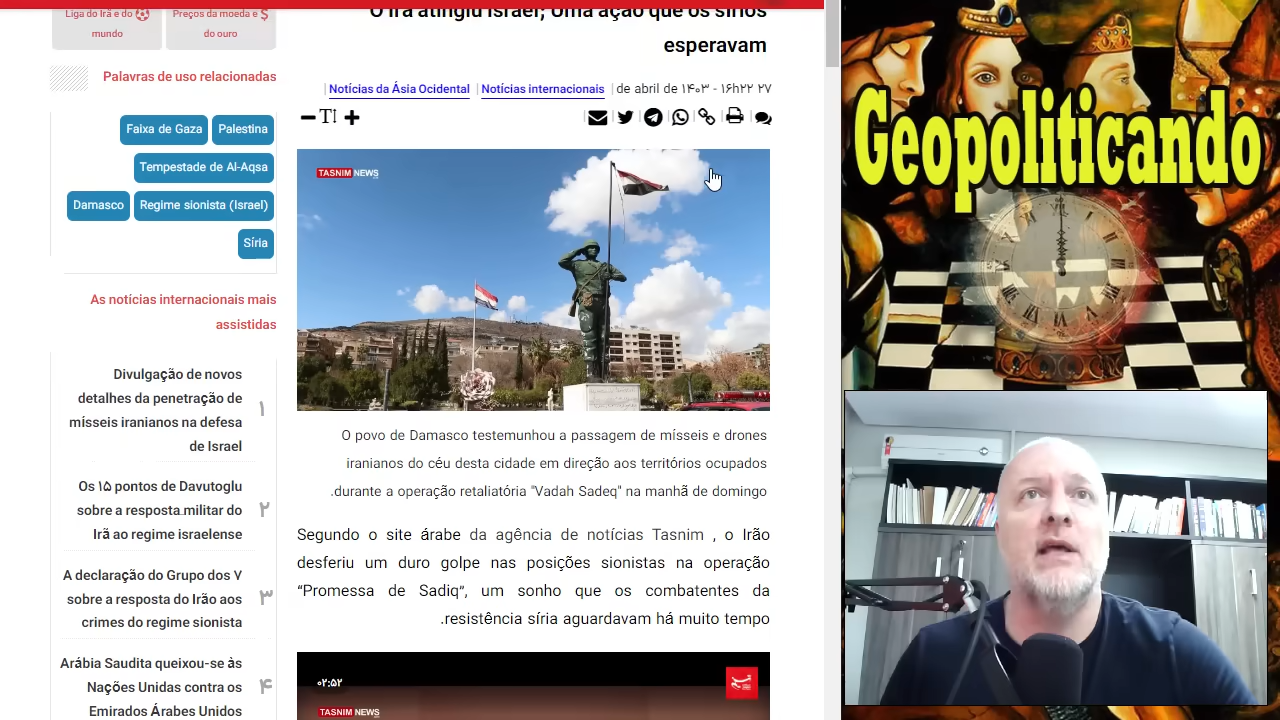 Liga do Irã e do
mundo
Preços da moeda e $
do ouro
O Irã atingiu Israel; Uma ação que os sírios
esperavam
Palavras de uso relacionadas
| Notícias da Ásia Ocidental | Notícias internacionais | de abril de ۱۴۰۳ - ۱۶h۲۲ ۲۷
Faixa de Gaza
Palestina
Tempestade de Al-Aqsa
Damasco
Regime sionista (Israel)
Síria
As notícias internacionais mais
assistidas
Divulgação de novos
detalhes da penetração de
mísseis iranianos na defesa
de Israel
۱
Os ۱۵ pontos de Davutoglu
sobre a resposta militar do
Irã ao regime israelense
۲
A declaração do Grupo dos ۷
sobre a resposta do Irão aos
crimes do regime sionista
۳
Arábia Saudita queixou-se às
Nações Unidas contra os
Emirados Árabes Unidos
۴
TASNIM NEWS
O povo de Damasco testemunhou a passagem de mísseis e drones
iranianos do céu desta cidade em direção aos territórios ocupados
.durante a operação retaliatória "Vadah Sadeq" na manhã de domingo
Segundo o site árabe da agência de notícias Tasnim , o Irão
desferiu um duro golpe nas posições sionistas na operação
“Promessa de Sadiq”, um sonho que os combatentes da
.resistência síria aguardavam há muito tempo
۰۲:۵۲
TASNIM NEWS
Geopoliticando